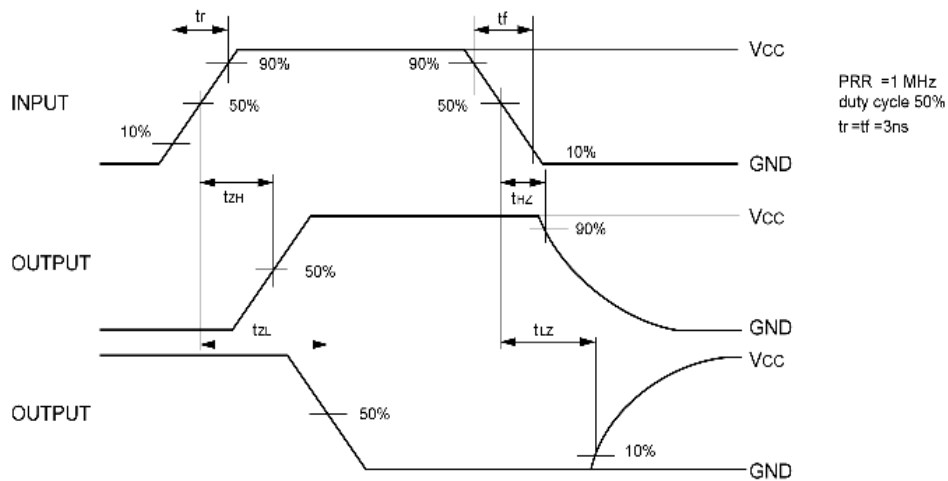 tr
tf
VCC
90%
90%
INPUT
50%
50%
10%
10%
GND
PRR =1 MHz
duty cycle 50%
tr =tf =3ns
tZH
tHZ
VCC
90%
OUTPUT
50%
GND
tZL
tLZ
VCC
OUTPUT
50%
10%
GND